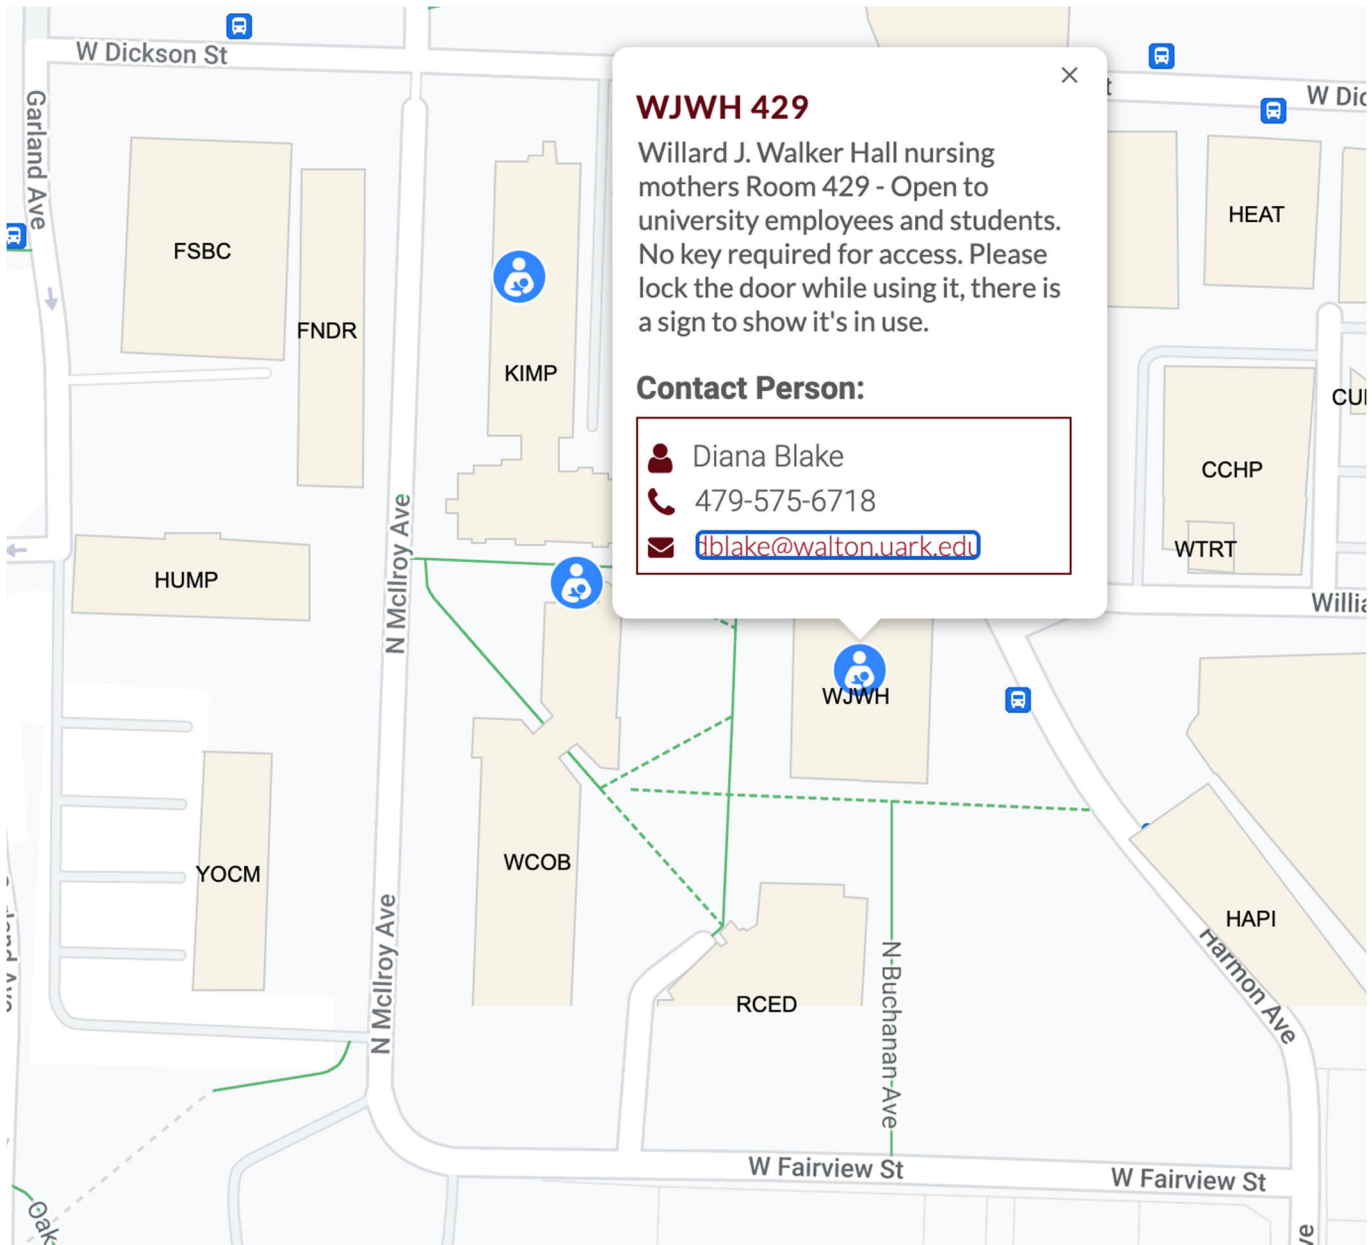 W Dickson St
W Dic
Garland Ave
WJWH 429
Willard J. Walker Hall nursing
mothers Room 429 - Open to
university employees and students.
No key required for access. Please
lock the door while using it, there is
a sign to show it's in use.
Contact Person:
Diana Blake
479-575-6718
dblake@walton.uark.edu
FSBC
FNDR
KIMP
HEAT
CCHP
WTRT
HUMP
N McIlroy Ave
Willia
WJWH
YOCM
WCOB
RCED
HAPI
Harmon Ave
N Buchanan Ave
N McIlroy Ave
W Fairview St
W Fairview St
Oak